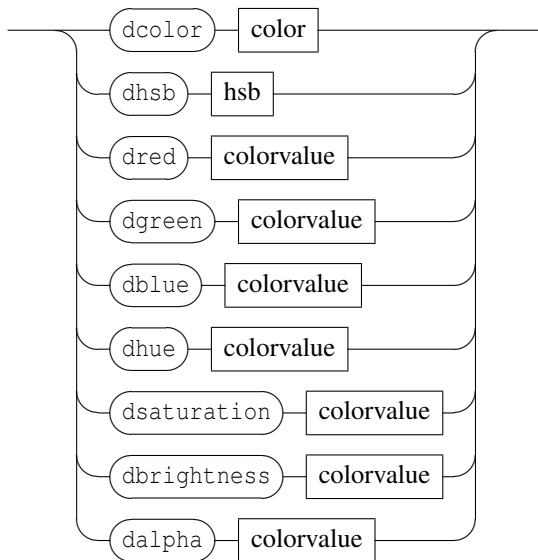 dcolor color
dhsb hsb
dred colorvalue
dgreen colorvalue
dblue colorvalue
dhue colorvalue
dsaturation colorvalue
dbrightness colorvalue
dalpha colorvalue